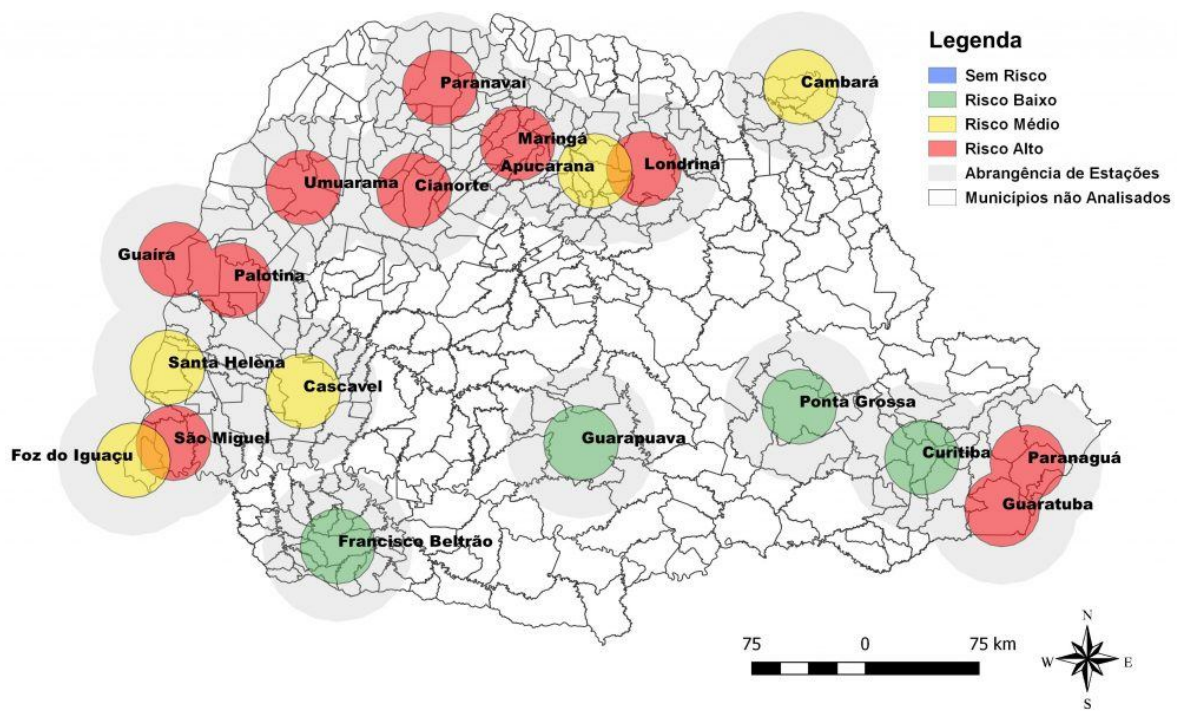 Legenda
Sem Risco
Risco Baixo
Risco Médio
Risco Alto
Abrangência de Estações
Municípios não Analisados
Paranavaí
Cambará
Maringá
Apucarana
Londrina
Umuarama
Cianorte
Guaíra
Palotina
Santa Helena
Cascavel
São Miguel
Foz do Iguaçu
Ponta Grossa
Guarapuava
Curitiba
Paranaguá
Guaratuba
Francisco Beltrão
75 0 75 km
N
W E
S